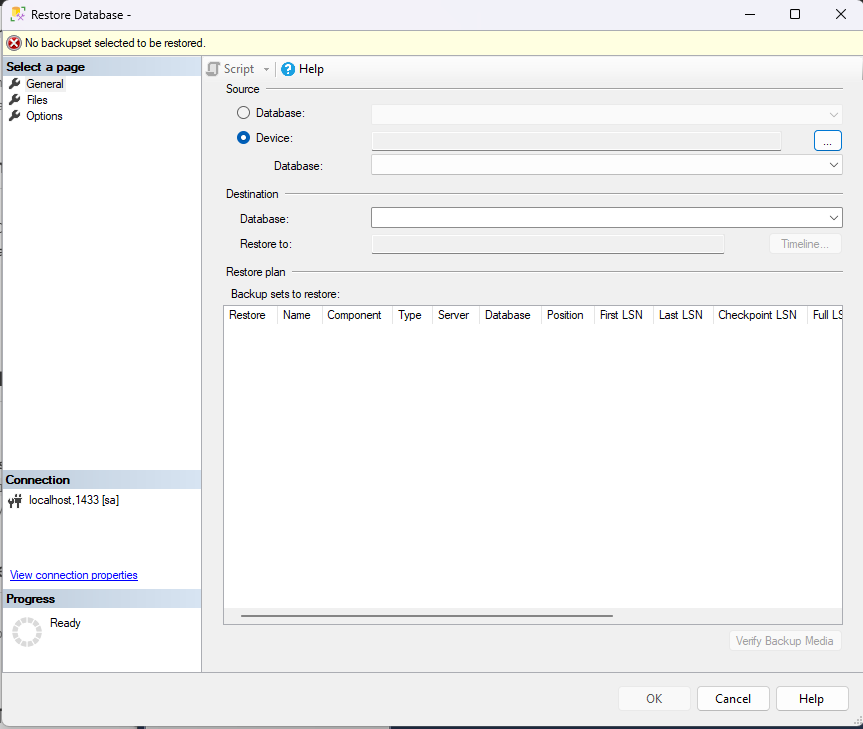 Restore Database -
No backupset selected to be restored.
Select a page
General
Files
Options
Script
Help
Source
Database:
Device:
...
Database:
Destination
Database:
Restore to:
Timeline...
Restore plan
Backup sets to restore:
Restore Name Component Type Server Database Position First LSN Last LSN Checkpoint LSN Full LS
Connection
localhost,1433 [sa]
View connection properties
Progress
Ready
Verify Backup Media
OK Cancel Help